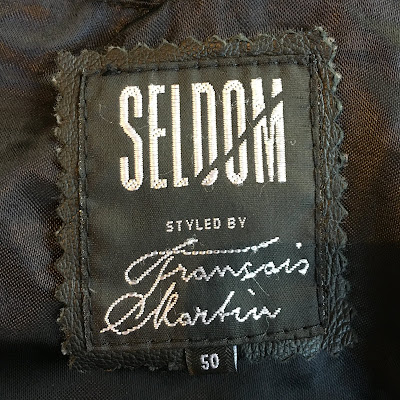 SELDOM
STYLED BY
François
Martin
50